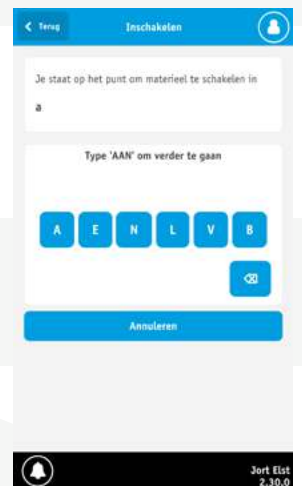 Terug Inschakelen
Je staat op het punt om materieel te schakelen in
a
Type 'AAN' om verder te gaan
A E N L V B
Annuleren
Jort Elst
2.30.0